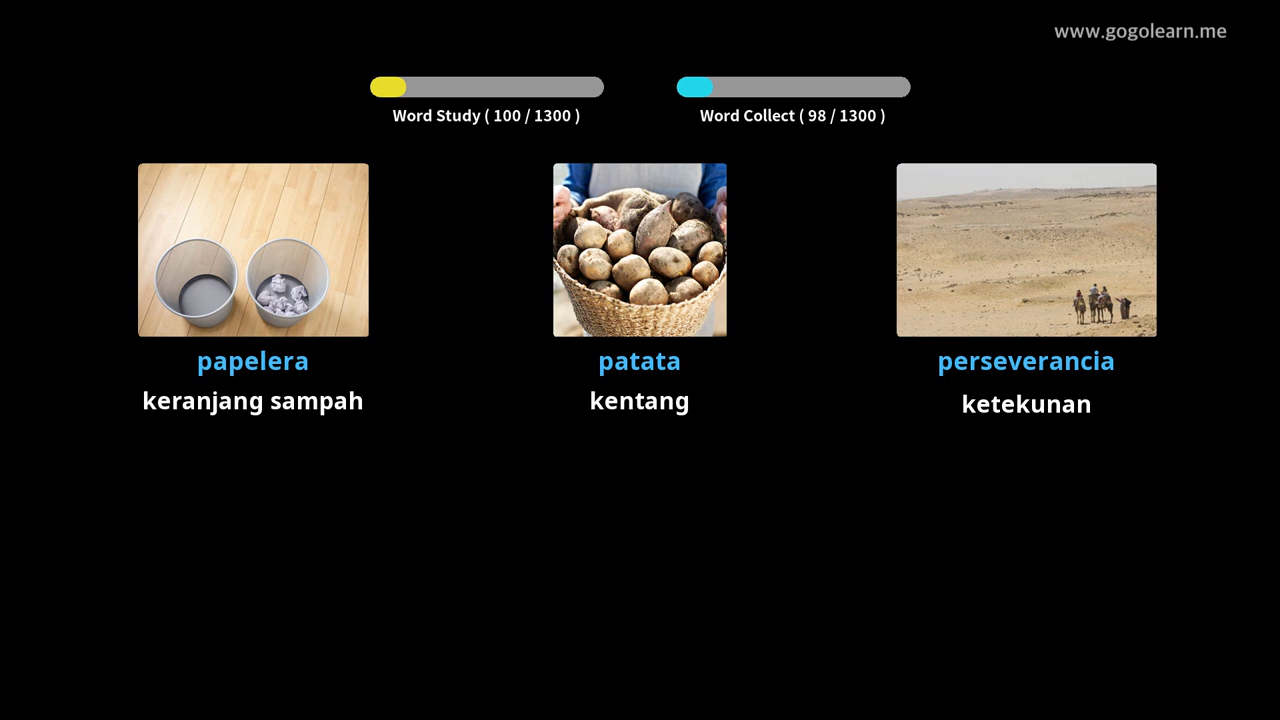 www.gogolearn.me
Word Study ( 100 / 1300 )
Word Collect ( 98 / 1300 )
papelera
keranjang sampah
patata
kentang
perseverancia
ketekunan